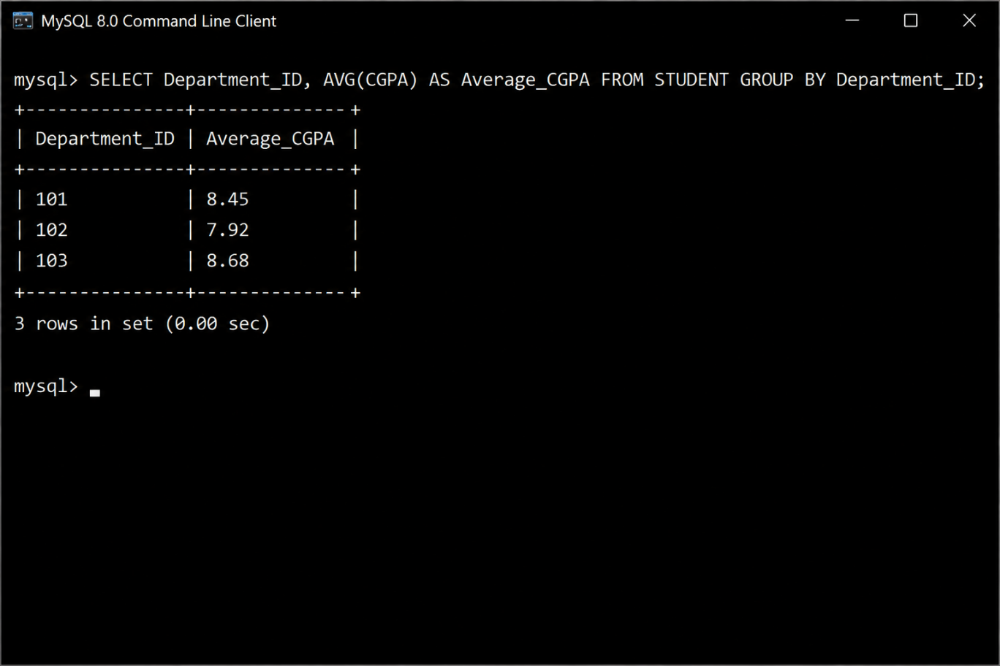 MySQL 8.0 Command Line Client
mysql> SELECT Department_ID, AVG(CGPA) AS Average_CGPA FROM STUDENT GROUP BY Department_ID;
+---------------+--------------+
| Department_ID | Average_CGPA |
+---------------+--------------+
| 101           | 8.45         |
| 102           | 7.92         |
| 103           | 8.68         |
+---------------+--------------+
3 rows in set (0.00 sec)
mysql>